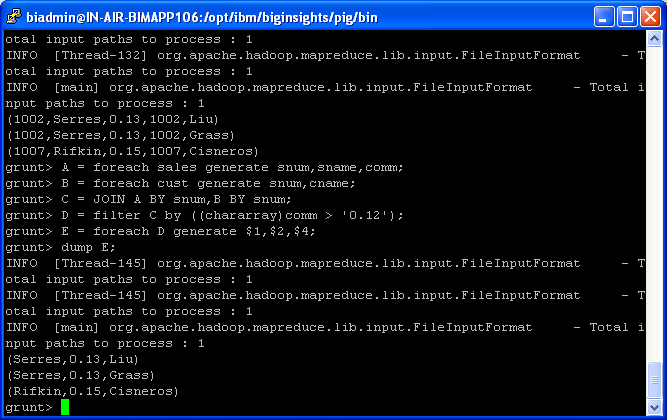 biadmin@IN-AIR-BIMAPP106:/opt/ibm/biginsights/pig/bin
otal input paths to process : 1
INFO  [Thread-132] org.apache.hadoop.mapreduce.lib.input.FileInputFormat     - T
otal input paths to process : 1
INFO  [main] org.apache.hadoop.mapreduce.lib.input.FileInputFormat     - Total i
nput paths to process : 1
(1002,Serres,0.13,1002,Liu)
(1002,Serres,0.13,1002,Grass)
(1007,Rifkin,0.15,1007,Cisneros)
grunt> A = foreach sales generate snum,sname,comm;
grunt> B = foreach cust generate snum,cname;
grunt> C = JOIN A BY snum,B BY snum;
grunt> D = filter C by ((chararray)comm > '0.12');
grunt> E = foreach D generate $1,$2,$4;
grunt> dump E;
INFO  [Thread-145] org.apache.hadoop.mapreduce.lib.input.FileInputFormat     - T
otal input paths to process : 1
INFO  [Thread-145] org.apache.hadoop.mapreduce.lib.input.FileInputFormat     - T
otal input paths to process : 1
INFO  [main] org.apache.hadoop.mapreduce.lib.input.FileInputFormat     - Total i
nput paths to process : 1
(Serres,0.13,Liu)
(Serres,0.13,Grass)
(Rifkin,0.15,Cisneros)
grunt>